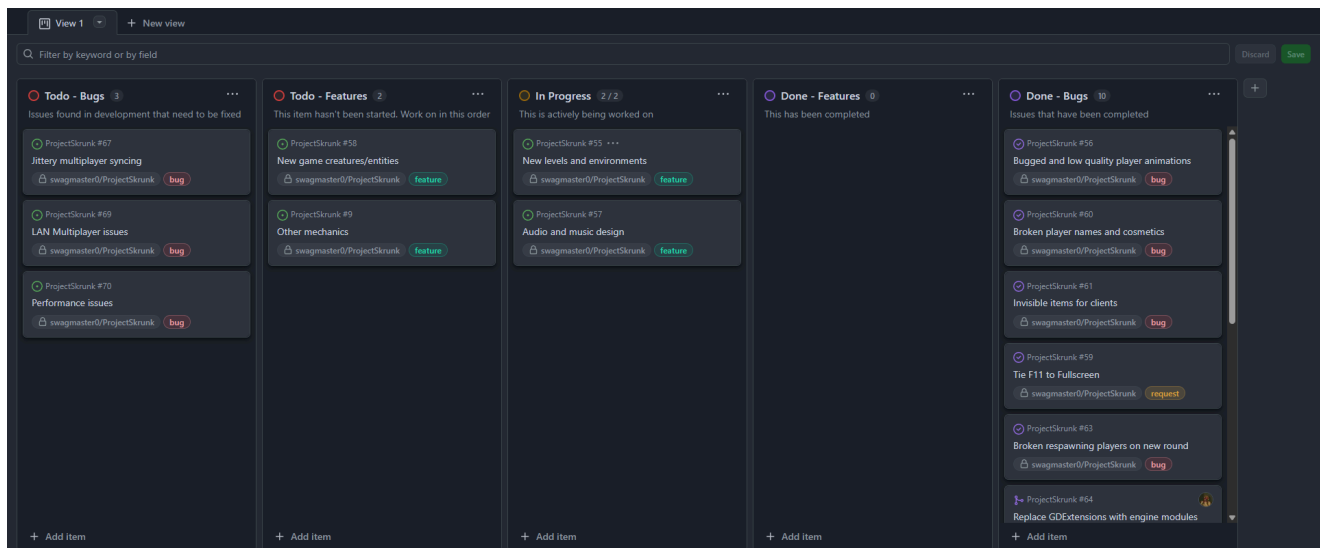 View 1
New view
Filter by keyword or by field
Discard
Save
Todo - Bugs 3
Issues found in development that need to be fixed
ProjectSkrunk #67
Jittery multiplayer syncing
swagmaster0/ProjectSkrunk bug
ProjectSkrunk #69
LAN Multiplayer issues
swagmaster0/ProjectSkrunk bug
ProjectSkrunk #70
Performance issues
swagmaster0/ProjectSkrunk bug
+ Add item
Todo - Features 2
This item hasn't been started. Work on in this order
ProjectSkrunk #58
New game creatures/entities
swagmaster0/ProjectSkrunk feature
ProjectSkrunk #9
Other mechanics
swagmaster0/ProjectSkrunk feature
+ Add item
In Progress 2 / 2
This is actively being worked on
ProjectSkrunk #55 ...
New levels and environments
swagmaster0/ProjectSkrunk feature
ProjectSkrunk #57
Audio and music design
swagmaster0/ProjectSkrunk feature
+ Add item
Done - Features 0
This has been completed
+ Add item
Done - Bugs 10
Issues that have been completed
ProjectSkrunk #56
Bugged and low quality player animations
swagmaster0/ProjectSkrunk bug
ProjectSkrunk #60
Broken player names and cosmetics
swagmaster0/ProjectSkrunk bug
ProjectSkrunk #61
Invisible items for clients
swagmaster0/ProjectSkrunk bug
ProjectSkrunk #59
Tie F11 to Fullscreen
swagmaster0/ProjectSkrunk request
ProjectSkrunk #63
Broken respawning players on new round
swagmaster0/ProjectSkrunk bug
ProjectSkrunk #64
Replace GDExtensions with engine modules
+ Add item